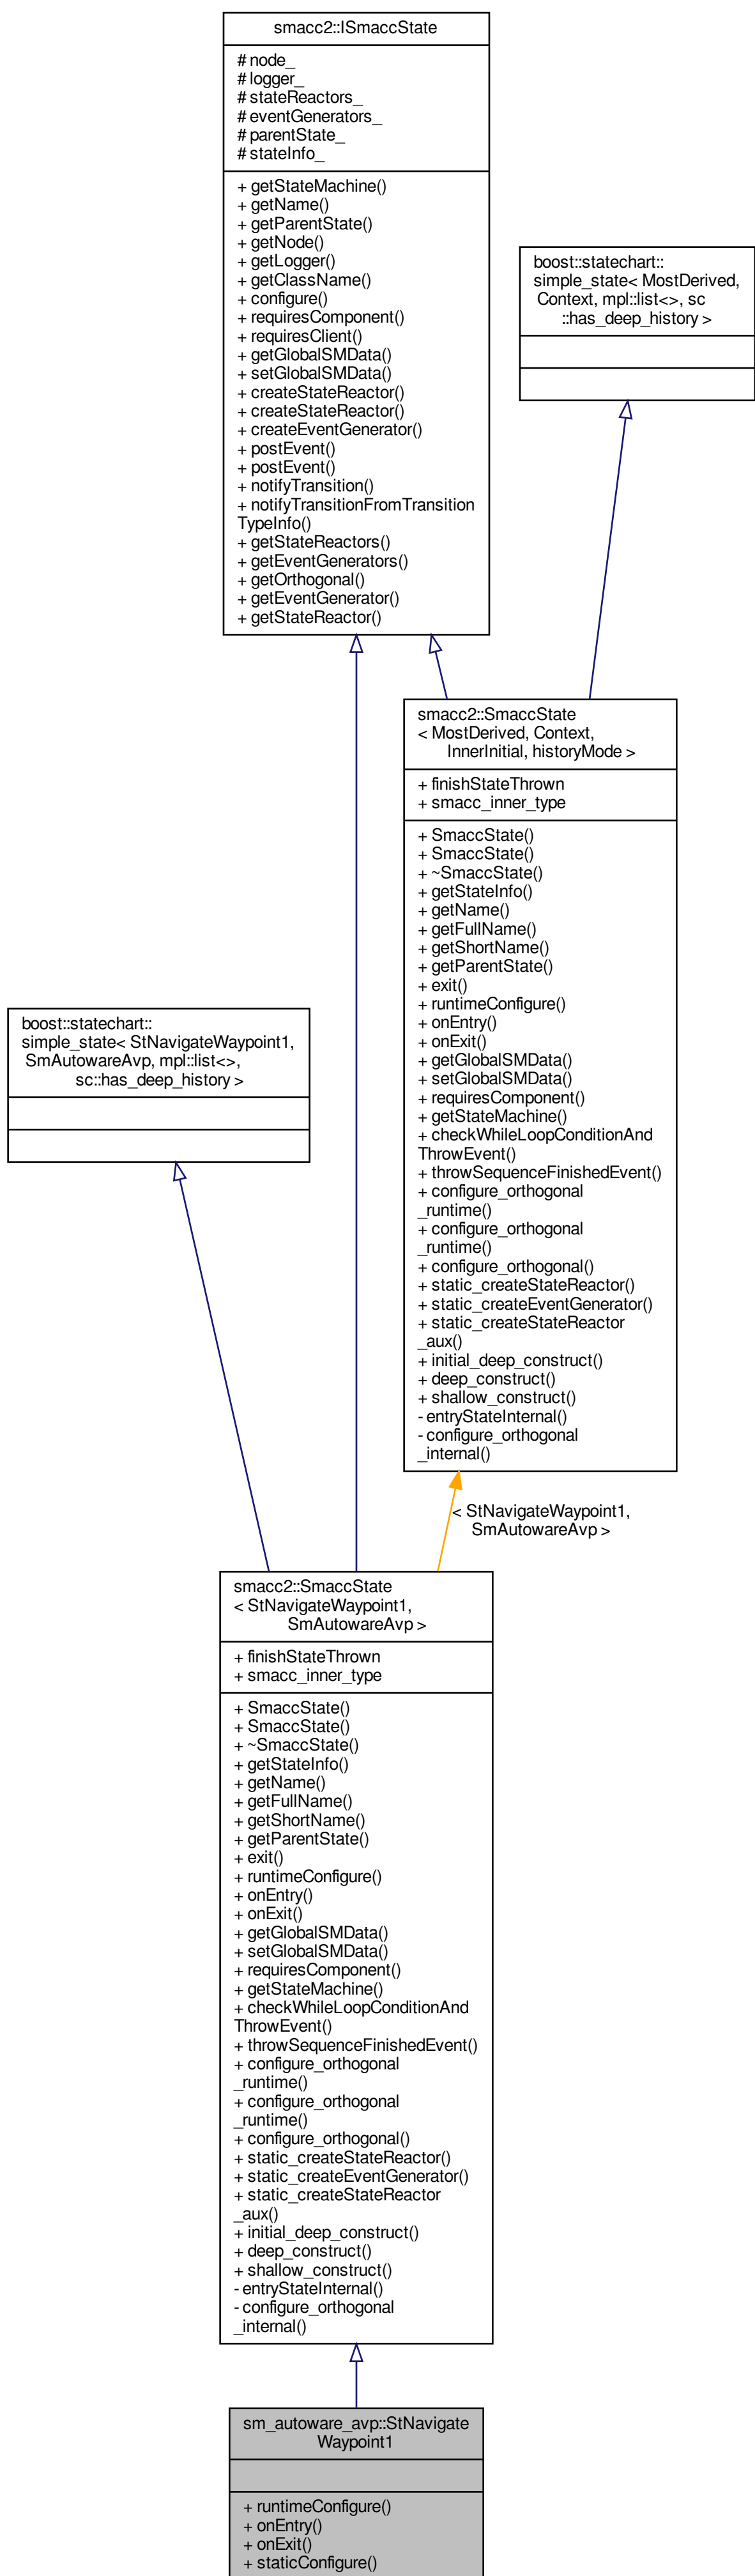 smacc2::ISmaccState
# node_
# logger_
# stateReactors_
# eventGenerators_
# parentState_
# stateInfo_
+ getStateMachine()
+ getName()
+ getParentState()
+ getNode()
+ getLogger()
+ getClassName()
+ configure()
+ requiresComponent()
+ requiresClient()
+ getGlobalSMData()
+ setGlobalSMData()
+ createStateReactor()
+ createStateReactor()
+ createEventGenerator()
+ postEvent()
+ postEvent()
+ notifyTransition()
+ notifyTransitionFromTransition
TypeInfo()
+ getStateReactors()
+ getEventGenerators()
+ getOrthogonal()
+ getEventGenerator()
+ getStateReactor()
boost::statechart::
simple_state< MostDerived,
Context, mpl::list<>, sc
::has_deep_history >
smacc2::SmaccState
< MostDerived, Context,
InnerInitial, historyMode >
+ finishStateThrown
+ smacc_inner_type
+ SmaccState()
+ SmaccState()
+ ~SmaccState()
+ getStateInfo()
+ getName()
+ getFullName()
+ getShortName()
+ getParentState()
+ exit()
+ runtimeConfigure()
+ onEntry()
+ onExit()
+ getGlobalSMData()
+ setGlobalSMData()
+ requiresComponent()
+ getStateMachine()
+ checkWhileLoopConditionAnd
ThrowEvent()
+ throwSequenceFinishedEvent()
+ configure_orthogonal
_runtime()
+ configure_orthogonal
_runtime()
+ configure_orthogonal()
+ static_createStateReactor()
+ static_createEventGenerator()
+ static_createStateReactor
_aux()
+ initial_deep_construct()
+ deep_construct()
+ shallow_construct()
- entryStateInternal()
- configure_orthogonal
_internal()
boost::statechart::
simple_state< StNavigateWaypoint1,
SmAutowareAvp, mpl::list<>,
sc::has_deep_history >
< StNavigateWaypoint1,
SmAutowareAvp >
smacc2::SmaccState
< StNavigateWaypoint1,
SmAutowareAvp >
+ finishStateThrown
+ smacc_inner_type
+ SmaccState()
+ SmaccState()
+ ~SmaccState()
+ getStateInfo()
+ getName()
+ getFullName()
+ getShortName()
+ getParentState()
+ exit()
+ runtimeConfigure()
+ onEntry()
+ onExit()
+ getGlobalSMData()
+ setGlobalSMData()
+ requiresComponent()
+ getStateMachine()
+ checkWhileLoopConditionAnd
ThrowEvent()
+ throwSequenceFinishedEvent()
+ configure_orthogonal
_runtime()
+ configure_orthogonal
_runtime()
+ configure_orthogonal()
+ static_createStateReactor()
+ static_createEventGenerator()
+ static_createStateReactor
_aux()
+ initial_deep_construct()
+ deep_construct()
+ shallow_construct()
- entryStateInternal()
- configure_orthogonal
_internal()
sm_autoware_avp::StNavigate
Waypoint1
+ runtimeConfigure()
+ onEntry()
+ onExit()
+ staticConfigure()